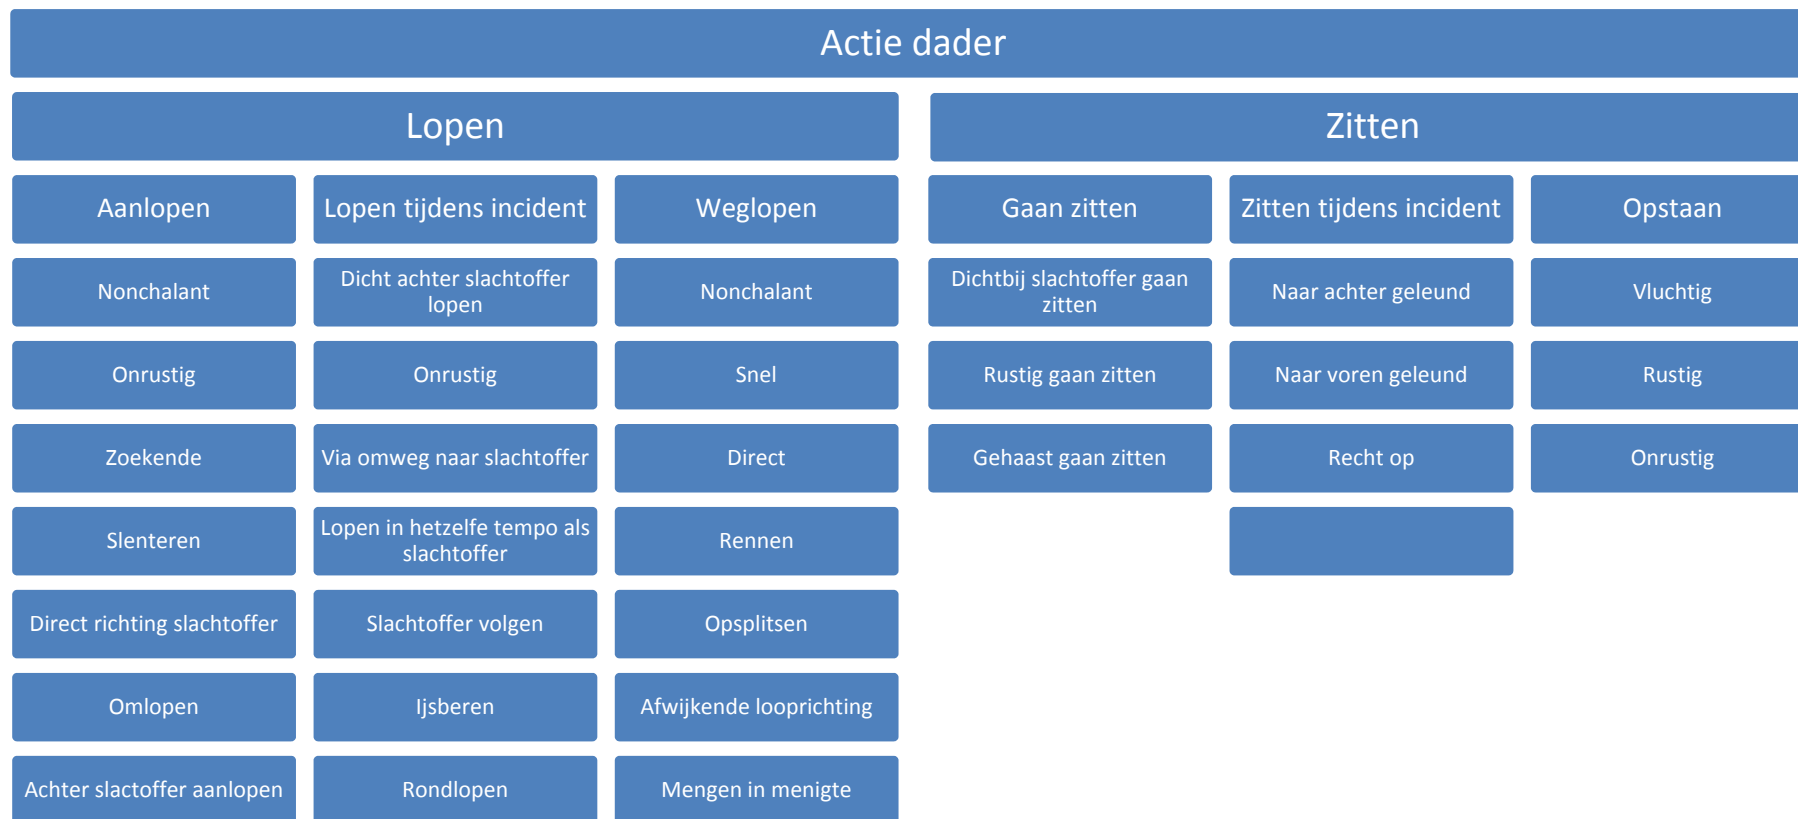 Actie dader
Lopen
Zitten
Aanlopen
Lopen tijdens incident
Weglopen
Gaan zitten
Zitten tijdens incident
Opstaan
Nonchalant
Dicht achter slachtoffer
lopen
Nonchalant
Dichtbij slachtoffer gaan
zitten
Naar achter geleund
Vluchtig
Onrustig
Onrustig
Snel
Rustig gaan zitten
Naar voren geleund
Rustig
Zoekende
Via omweg naar slachtoffer
Direct
Gehaast gaan zitten
Recht op
Onrustig
Slenteren
Lopen in hetzelfe tempo als
slachtoffer
Rennen
Direct richting slachtoffer
Slachtoffer volgen
Opsplitsen
Omlopen
Ijsberen
Afwijkende looprichting
Achter slactoffer aanlopen
Rondlopen
Mengen in menigte